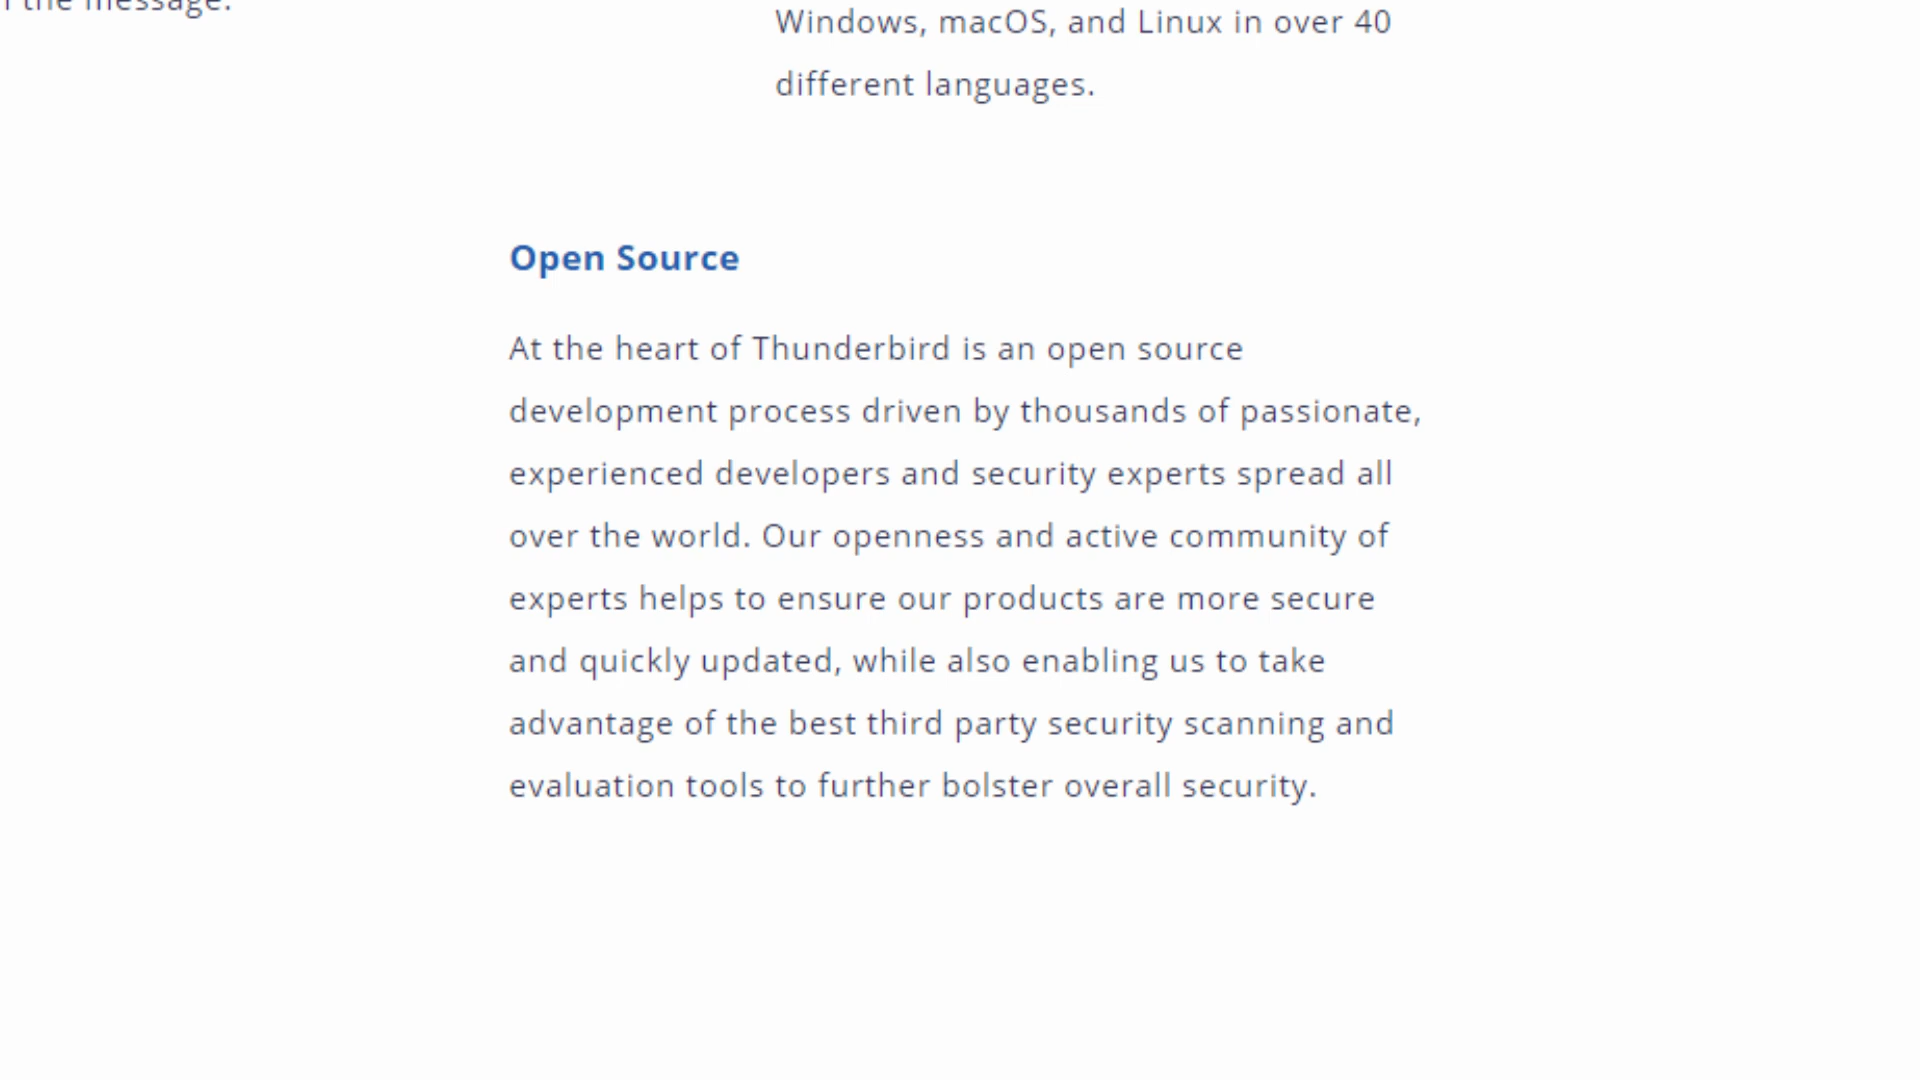 the message.
Windows, macOS, and Linux in over 40
different languages.
Open Source
At the heart of Thunderbird is an open source
development process driven by thousands of passionate,
experienced developers and security experts spread all
over the world. Our openness and active community of
experts helps to ensure our products are more secure
and quickly updated, while also enabling us to take
advantage of the best third party security scanning and
evaluation tools to further bolster overall security.